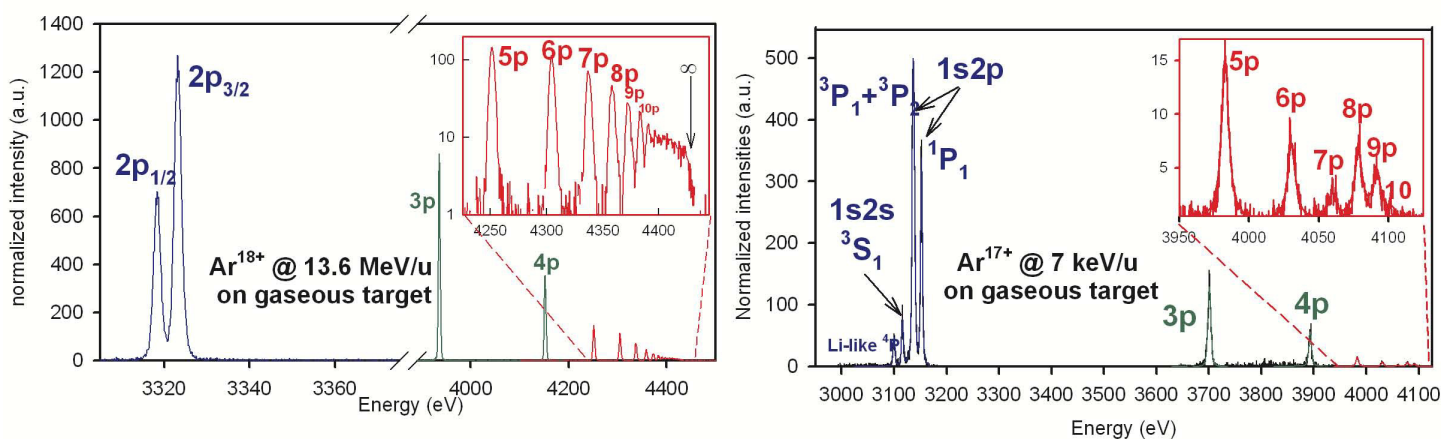 1400
1200
1000
800
600
400
200
0
normalized intensity (a.u.)
2p3/2
2p1/2
Ar18+ @ 13.6 MeV/u
on gaseous target
3p
4p
100
10
1
5p
6p
7p
8p
9p
10p
∞
4250 4300 4350 4400
3320 3340 3360 4000 4200 4400
Energy (eV)
500
400
300
200
100
0
Normalized intensities (a.u.)
3P1+3P2
1s2p
1P1
1s2s
3S1
Li-like 4P
Ar17+ @ 7 keV/u
on gaseous target
3p
4p
15
10
5
5p
6p
7p
8p
9p
10
3950 4000 4050 4100
3000 3100 3200 3300 3400 3500 3600 3700 3800 3900 4000 4100
Energy (eV)